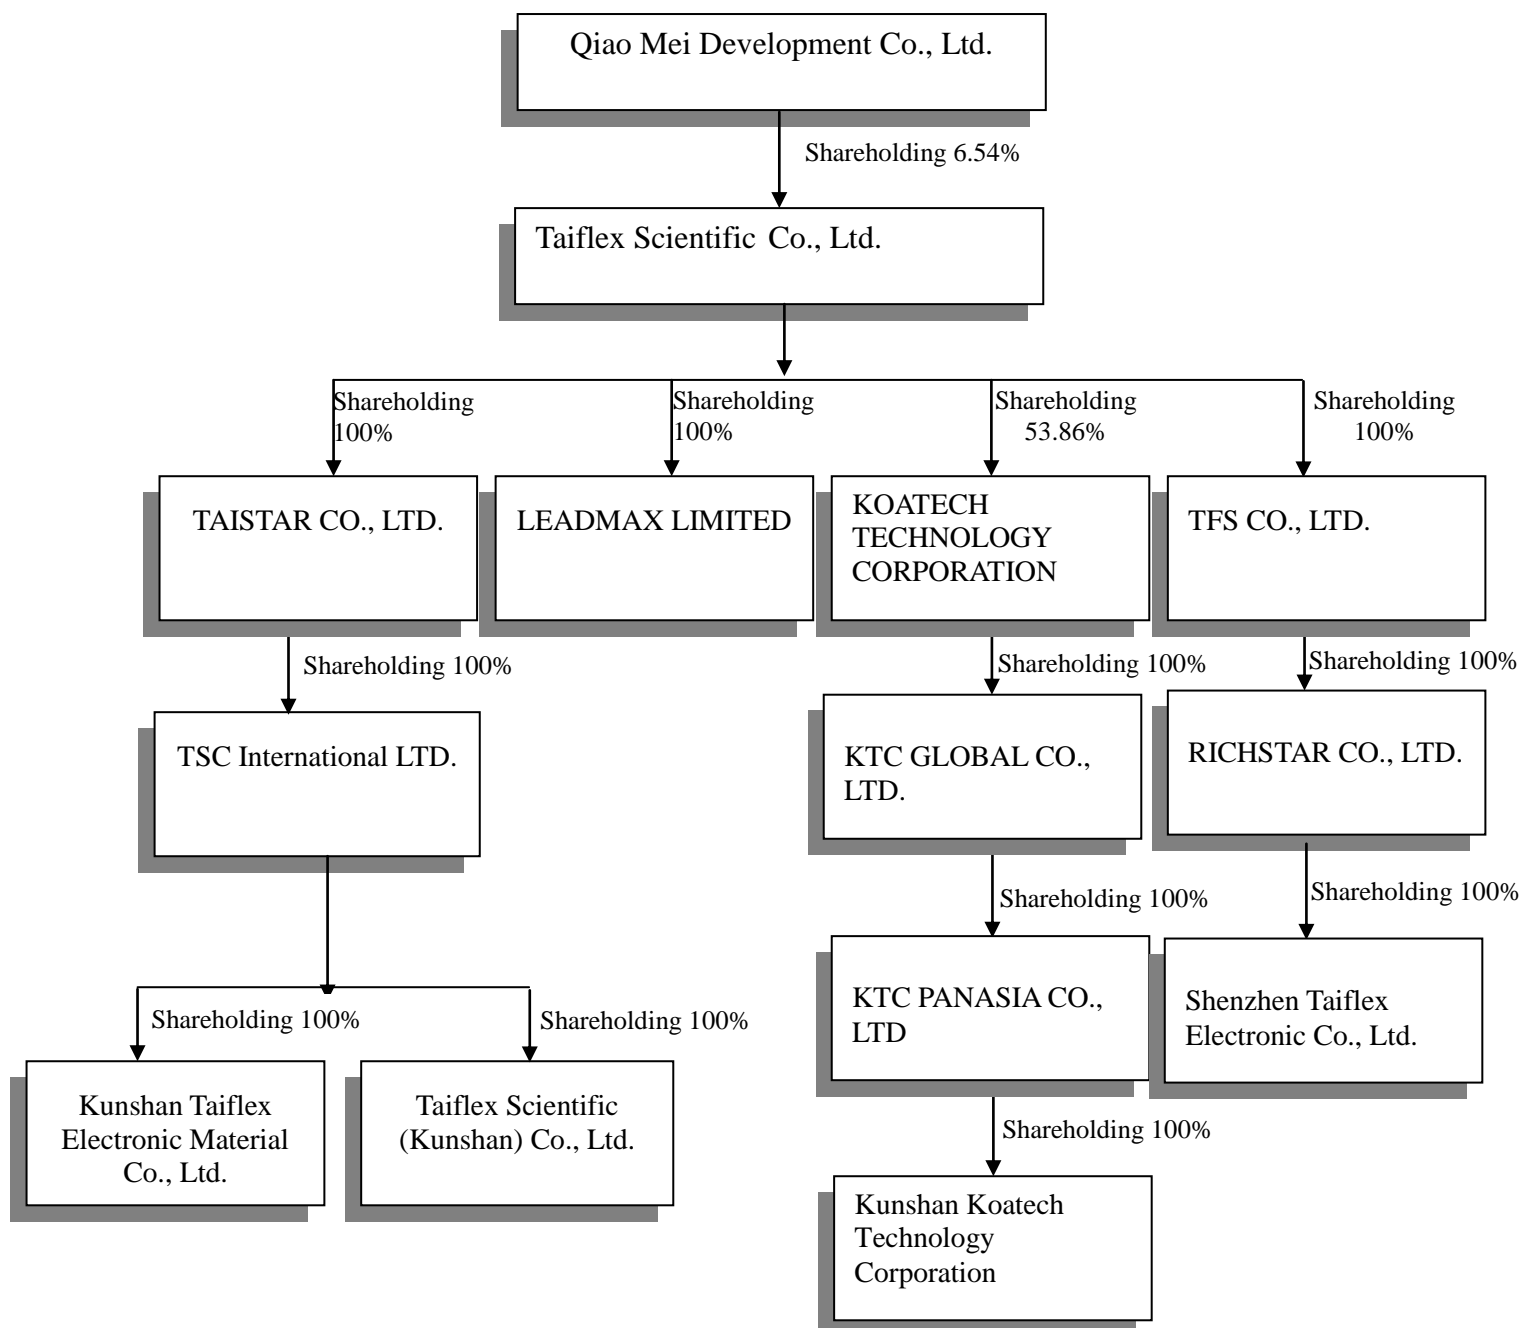 Qiao Mei Development Co., Ltd.
Shareholding 6.54%
Taiflex Scientific Co., Ltd.
Shareholding
100%
Shareholding
100%
Shareholding
53.86%
Shareholding
100%
TAISTAR CO., LTD.
LEADMAX LIMITED
KOATECH
TECHNOLOGY
CORPORATION
TFS CO., LTD.
Shareholding 100%
Shareholding 100%
Shareholding 100%
TSC International LTD.
KTC GLOBAL CO.,
LTD.
RICHSTAR CO., LTD.
Shareholding 100%
Shareholding 100%
KTC PANASIA CO.,
LTD
Shenzhen Taiflex
Electronic Co., Ltd.
Shareholding 100%
Shareholding 100%
Kunshan Taiflex
Electronic Material
Co., Ltd.
Taiflex Scientific
(Kunshan) Co., Ltd.
Shareholding 100%
Kunshan Koatech
Technology
Corporation